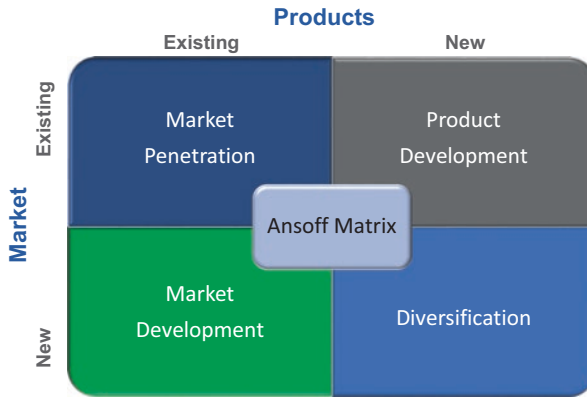 Products
Existing
New
Market
Existing
New
Market
Penetration
Product
Development
Ansoff Matrix
Market
Development
Diversification